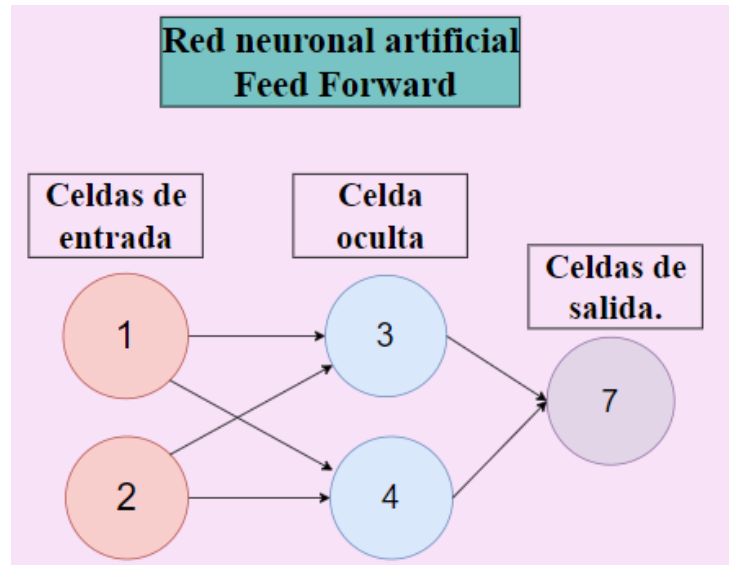 Red neuronal artificial
Feed Forward
Celdas de
entrada
Celda
oculta
Celdas de
salida.
1
3
7
2
4